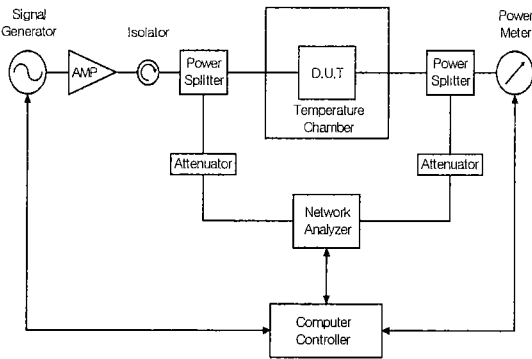 Signal
Generator
AMP
Isolator
Power
Splitter
D.U.T
Temperature
Chamber
Power
Splitter
Power
Meter
Attenuator
Attenuator
Network
Analyzer
Computer
Controller